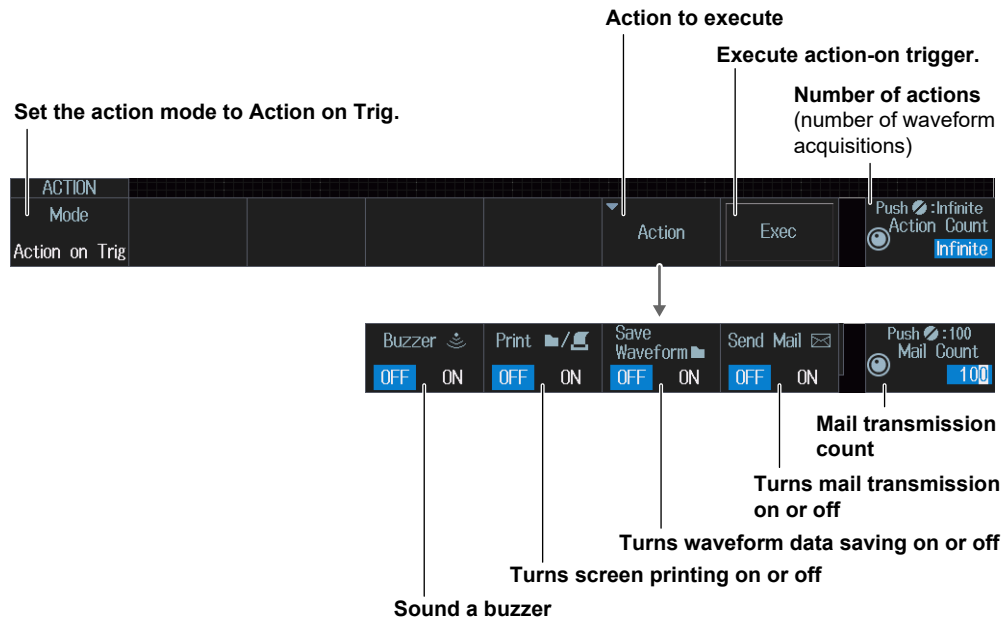 Action to execute
Execute action-on trigger.
Number of actions
(number of waveform
acquisitions)
Set the action mode to Action on Trig.
ACTION
Mode
Action on Trig
Action
Exec
Push :Infinite
Action Count
Infinite
Buzzer
OFF ON
Print /
OFF ON
Save
Waveform
OFF ON
Send Mail
OFF ON
Push :100
Mail Count
100
Mail transmission
count
Turns mail transmission
on or off
Turns waveform data saving on or off
Turns screen printing on or off
Sound a buzzer